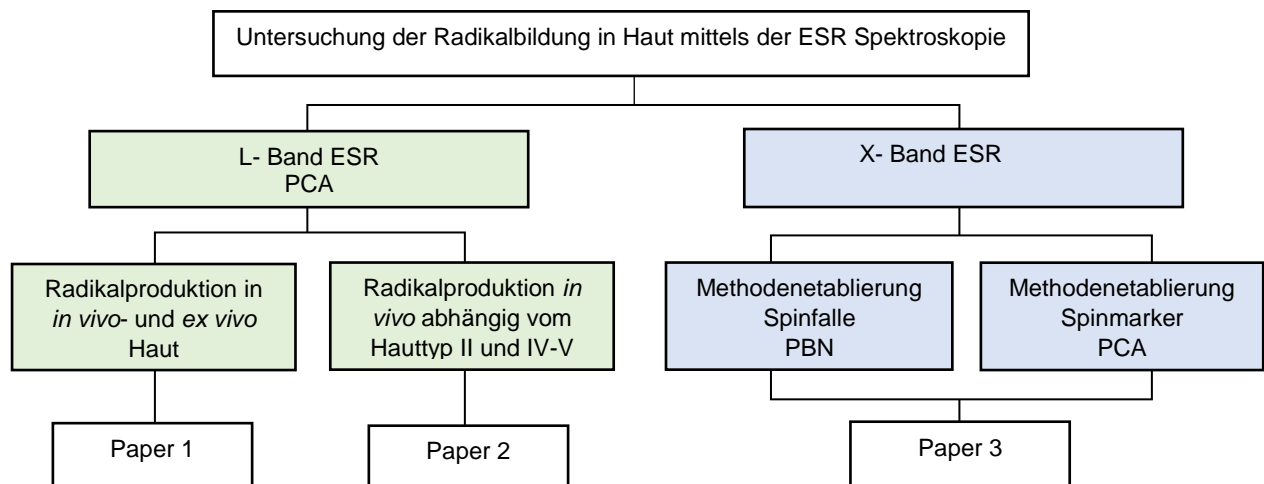 Untersuchung der Radikalbildung in Haut mittels der ESR Spektroskopie
L- Band ESR
PCA
X- Band ESR
Radikalproduktion in
in vivo- und ex vivo
Haut
Radikalproduktion in
vivo abhängig vom
Hauttyp II und IV-V
Methodenetablierung
Spinfalle
PBN
Methodenetablierung
Spinmarker
PCA
Paper 1
Paper 2
Paper 3